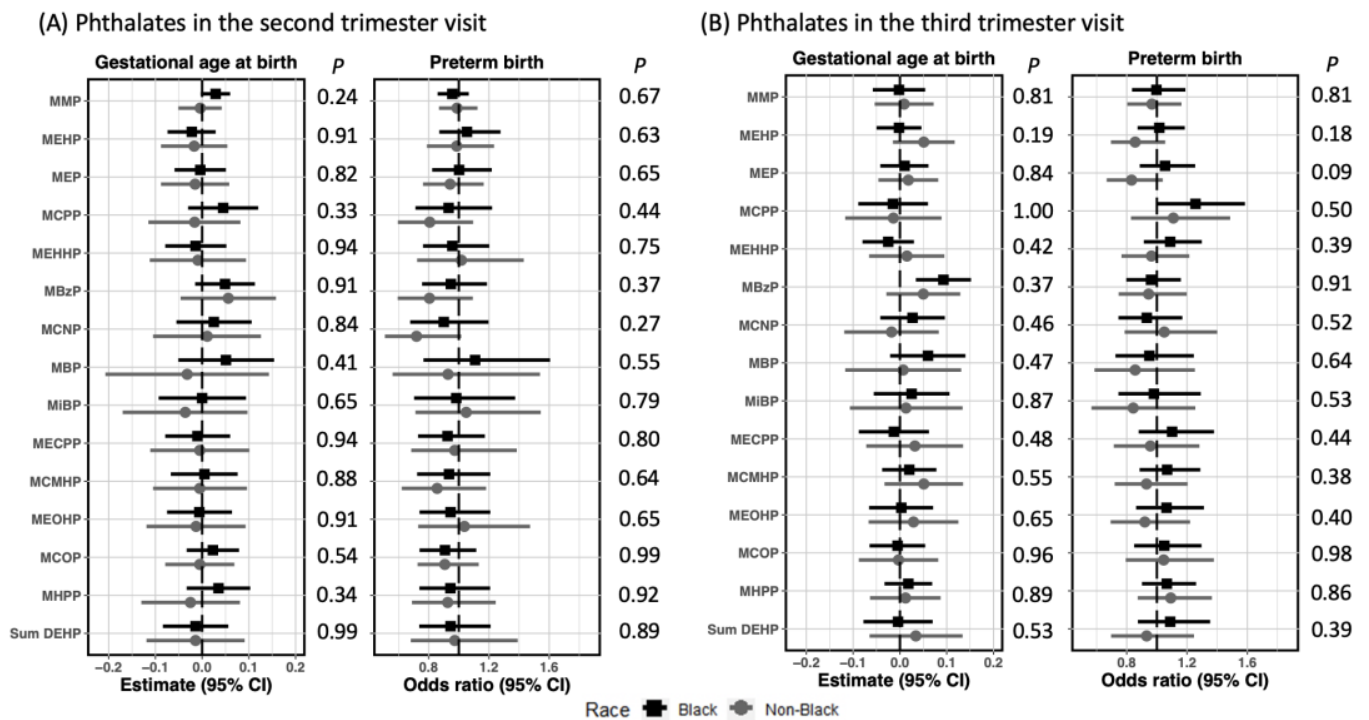 (A) Phthalates in the second trimester visit
(B) Phthalates in the third trimester visit
Gestational age at birth P Preterm birth P
Gestational age at birth P Preterm birth P
MMP 0.24 0.67
MEHP 0.91 0.63
MEP 0.82 0.65
MCPP 0.33 0.44
MEHHP 0.94 0.75
MBzP 0.91 0.37
MCNP 0.84 0.27
MBP 0.41 0.55
MiBP 0.65 0.79
MECPP 0.94 0.80
MCMHP 0.88 0.64
MEOHP 0.91 0.65
MCOP 0.54 0.99
MHPP 0.34 0.92
Sum DEHP 0.99 0.89
−0.2 −0.1 0.0 0.1 0.2 0.8 1.2 1.6
Estimate (95% CI) Odds ratio (95% CI)
MMP 0.81 0.81
MEHP 0.19 0.18
MEP 0.84 0.09
MCPP 1.00 0.50
MEHHP 0.42 0.39
MBzP 0.37 0.91
MCNP 0.46 0.52
MBP 0.47 0.64
MiBP 0.87 0.53
MECPP 0.48 0.44
MCMHP 0.55 0.38
MEOHP 0.65 0.40
MCOP 0.96 0.98
MHPP 0.89 0.86
Sum DEHP 0.53 0.39
−0.2 −0.1 0.0 0.1 0.2 0.8 1.2 1.6
Estimate (95% CI) Odds ratio (95% CI)
Race Black Non-Black